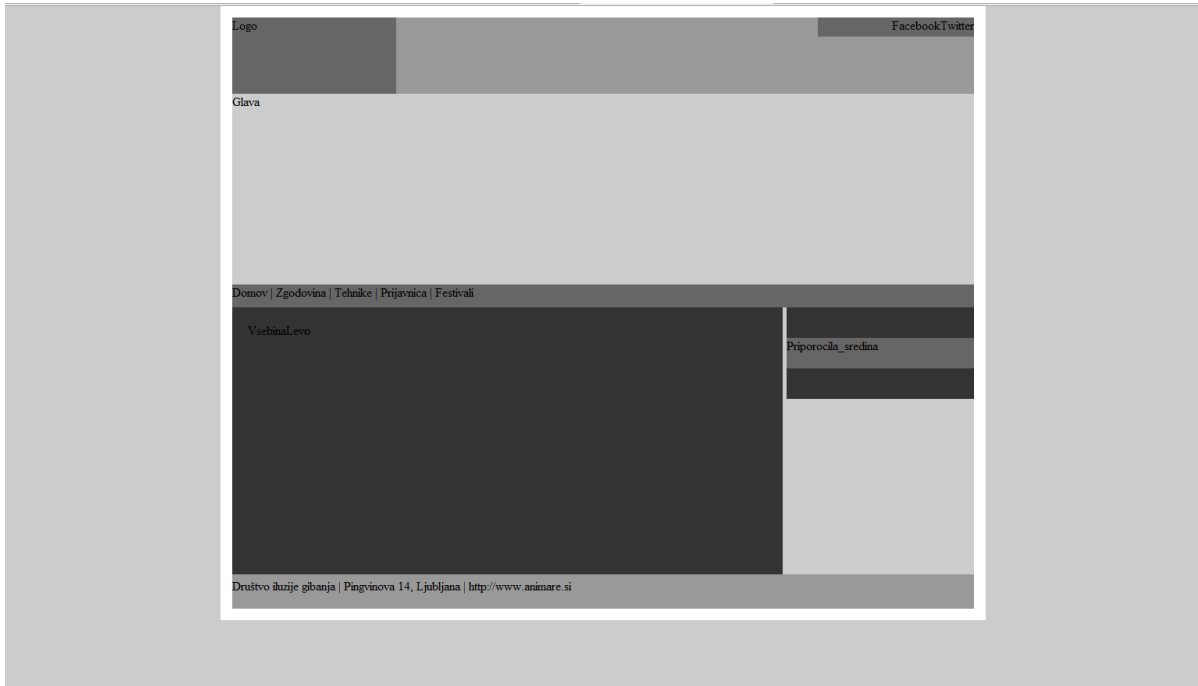 Logo
FacebookTwitter
Glava
Domov | Zgodovina | Tehnike | Prijavnica | Festivali
VsebinaLevo
Priporocila_sredina
Društvo iluzije gibanja | Pingvinova 14, Ljubljana | http://www.animare.si